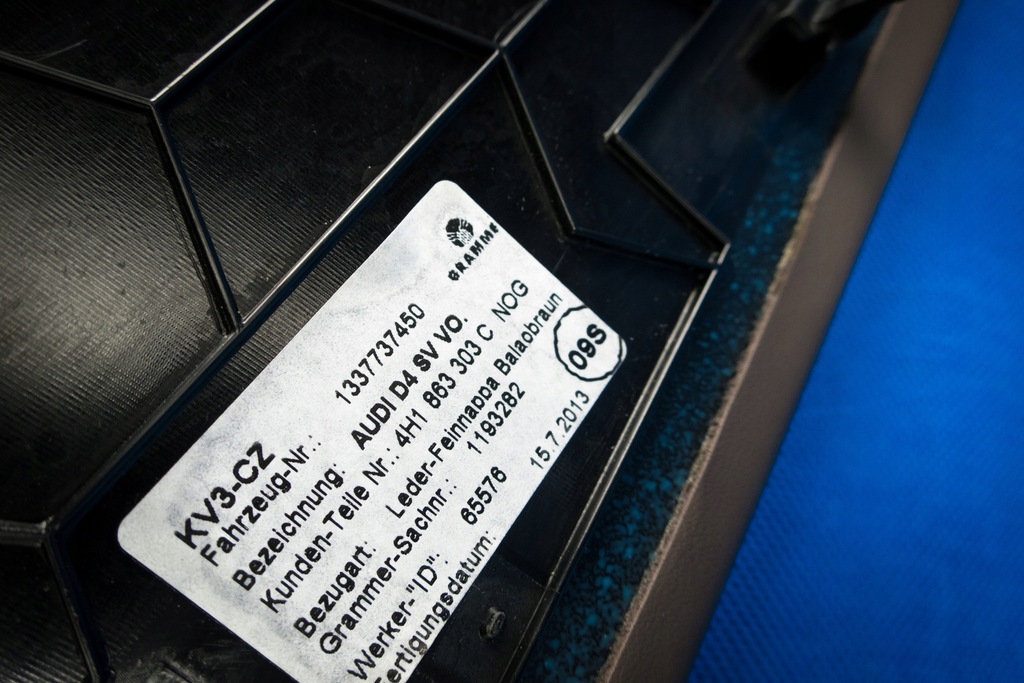 GRAMMER
KV3-CZ
Fahrzeug-Nr.: 1337737450
Bezeichnung: AUDI D4 SV VO.
Kunden-Teile Nr.: 4H1 863 303 C NOG
Bezugart: Leder-Feinnappa Balaobraun
Grammer-Sachnr.: 1193282
Werker-"ID": 65576
Fertigungsdatum: 15.7.2013
09S